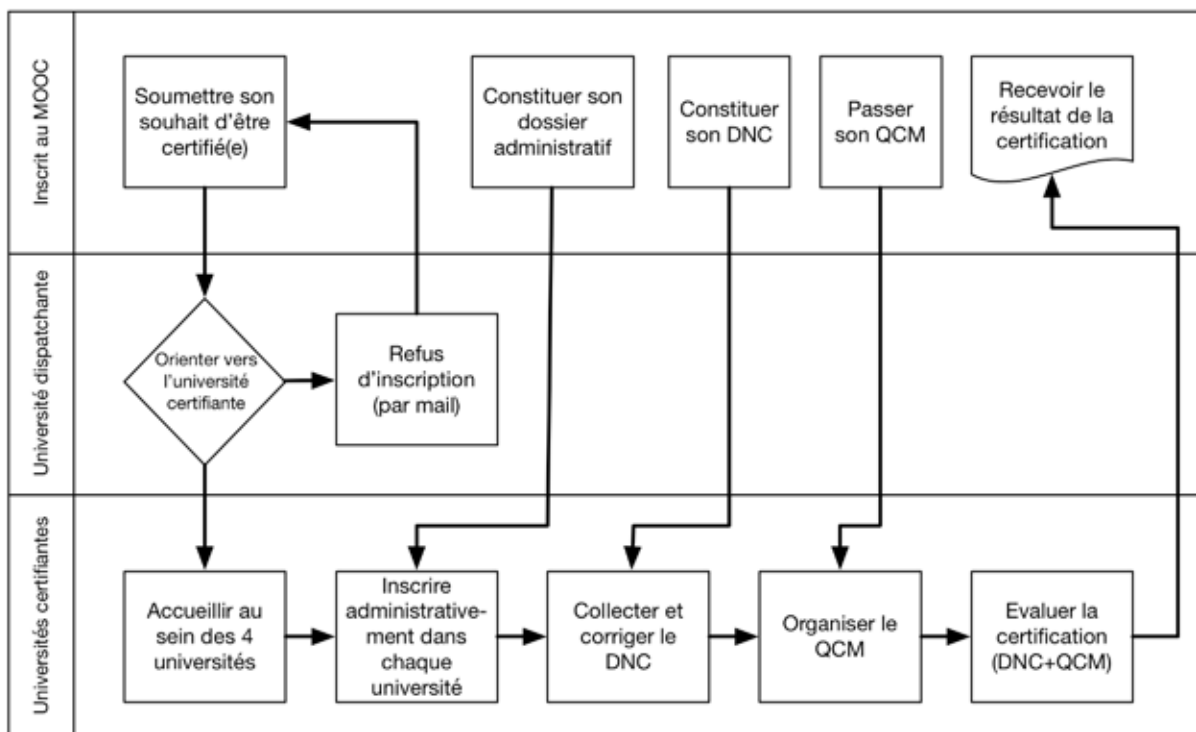 Inscrit au MOOC
Soumettre son
souhait d'être
certifié(e)
Constituer son
dossier
administratif
Constituer
son DNC
Passer
son QCM
Recevoir le
résultat de la
certification
Université dispatchante
Orienter vers
l'université
certifiante
Refus
d'inscription
(par mail)
Universités certifiantes
Accueillir au
sein des 4
universités
Inscrire
administrative-
ment dans
chaque
université
Collecter et
corriger le
DNC
Organiser le
QCM
Evaluer la
certification
(DNC+QCM)